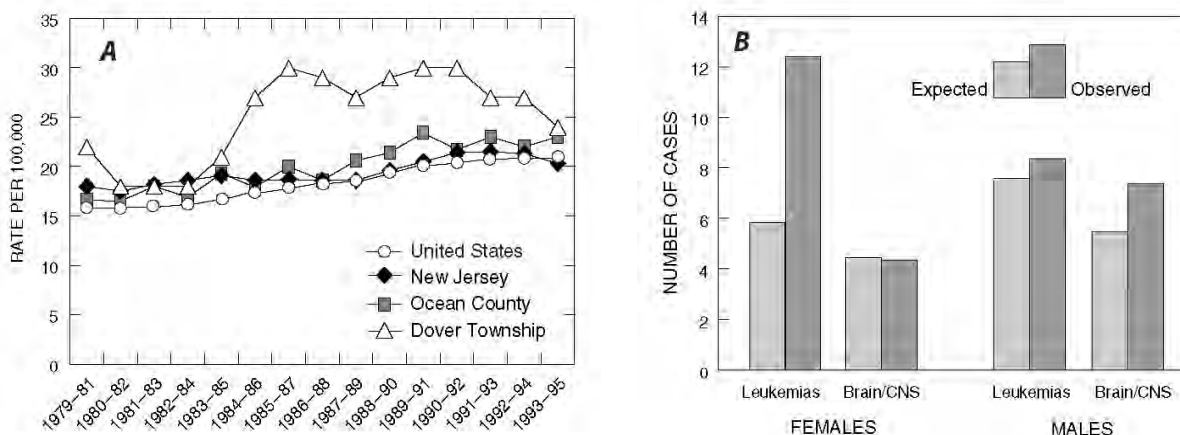 35
30
25
20
15
10
5
0
RATE PER 100,000
A
United States
New Jersey
Ocean County
Dover Township
1979–81
1980–82
1981–83
1982–84
1983–85
1984–86
1985–87
1986–88
1987–89
1988–90
1989–91
1990–92
1991–93
1992–94
1993–95
14
12
10
8
6
4
2
0
NUMBER OF CASES
B
Expected
Observed
Leukemias
Brain/CNS
Leukemias
Brain/CNS
FEMALES
MALES